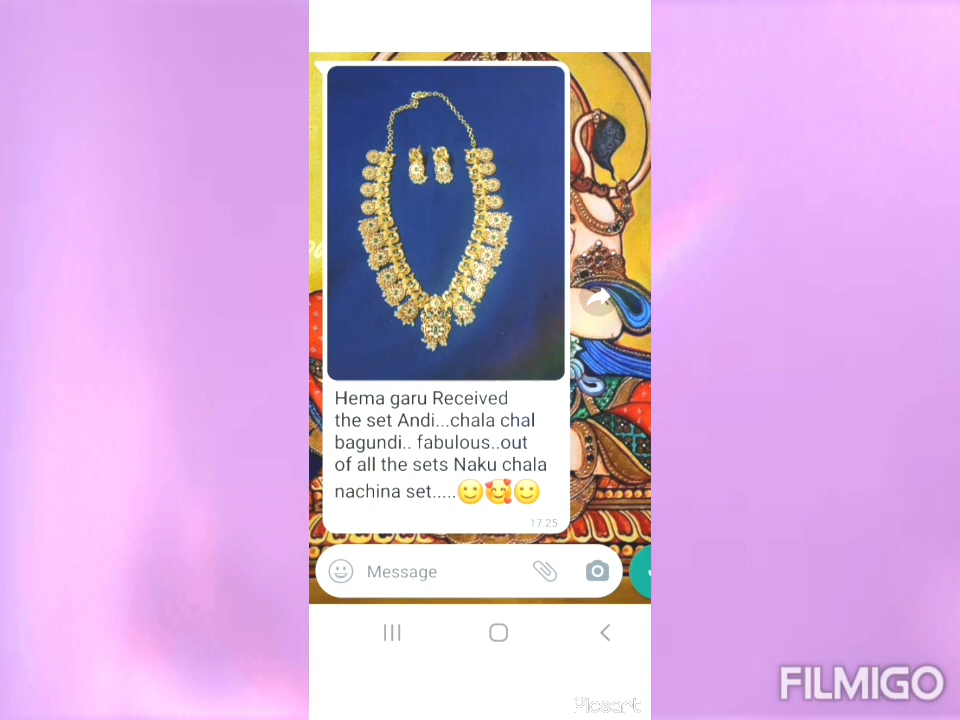 Hema garu Received
the set Andi...chala chal
bagundi.. fabulous..out
of all the sets Naku chala
nachina set.....🙂🥰🙂
17:25
Message
Picsart
FILMIGO